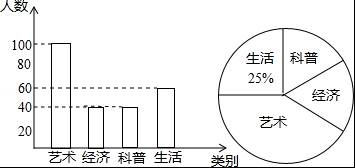 人数
100
80
60
40
20
艺术 经济 科普 生活
类别
生活
25%
科普
经济
艺术